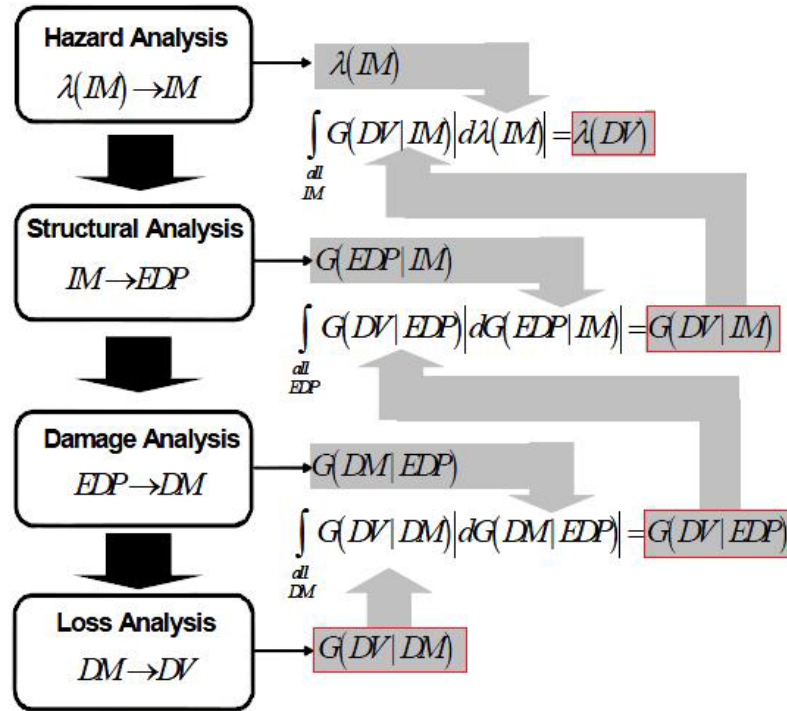 Hazard Analysis
λ(IM)→IM
λ(IM)
∫ G(DV|IM)|dλ(IM)|=λ(DV)
all
IM
Structural Analysis
IM→EDP
G(EDP|IM)
∫ G(DV|EDP)|dG(EDP|IM)|=G(DV|IM)
all
EDP
Damage Analysis
EDP→DM
G(DM|EDP)
∫ G(DV|DM)|dG(DM|EDP)|=G(DV|EDP)
all
DM
Loss Analysis
DM→DV
G(DV|DM)